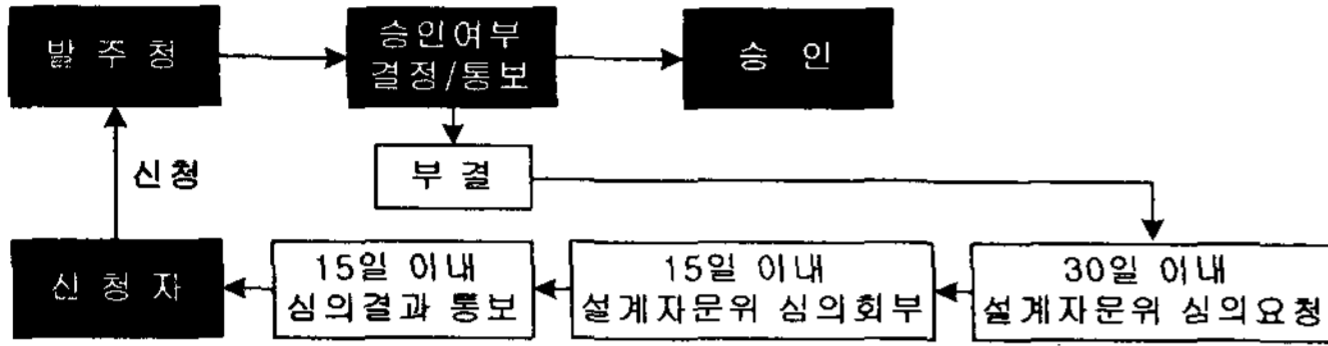 발 주 청
승인여부
결정/통보
승 인
신청
부 결
신 청 자
15일 이내
심의결과 통보
15일 이내
설계자문위 심의회부
30일 이내
설계자문위 심의요청